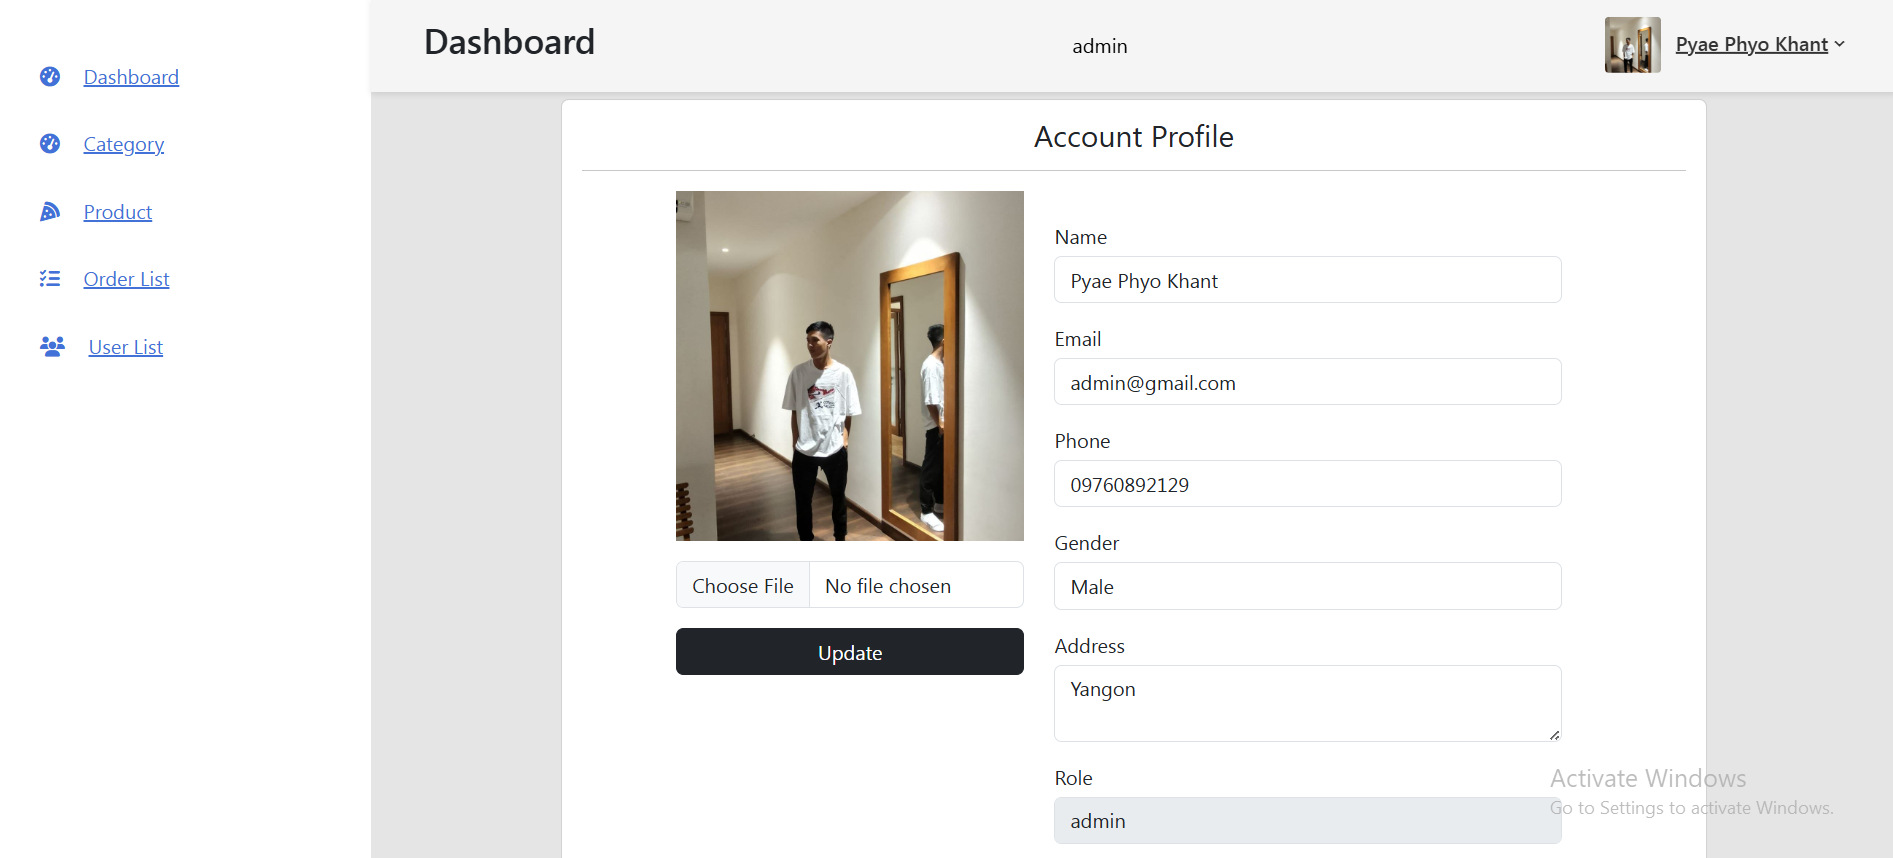 Dashboard
Category
Product
Order List
User List
Dashboard
admin
Pyae Phyo Khant
Account Profile
Choose File
No file chosen
Update
Name
Pyae Phyo Khant
Email
admin@gmail.com
Phone
09760892129
Gender
Male
Address
Yangon
Role
admin
Activate Windows
Go to Settings to activate Windows.